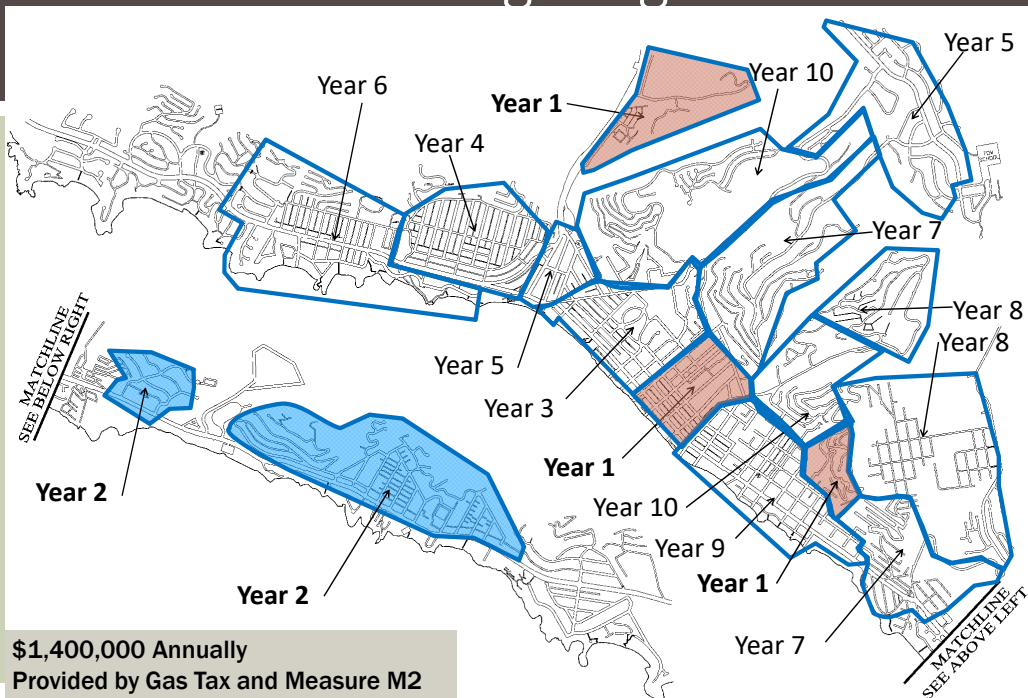 Year 5
Year 10
Year 6
Year 1
Year 4
Year 7
Year 8
Year 8
MATCHLINE
SEE BELOW RIGHT
Year 5
Year 3
Year 1
Year 2
Year 10
Year 9
Year 1
Year 2
Year 7
MATCHLINE
SEE ABOVE LEFT
$1,400,000 Annually
Provided by Gas Tax and Measure M2